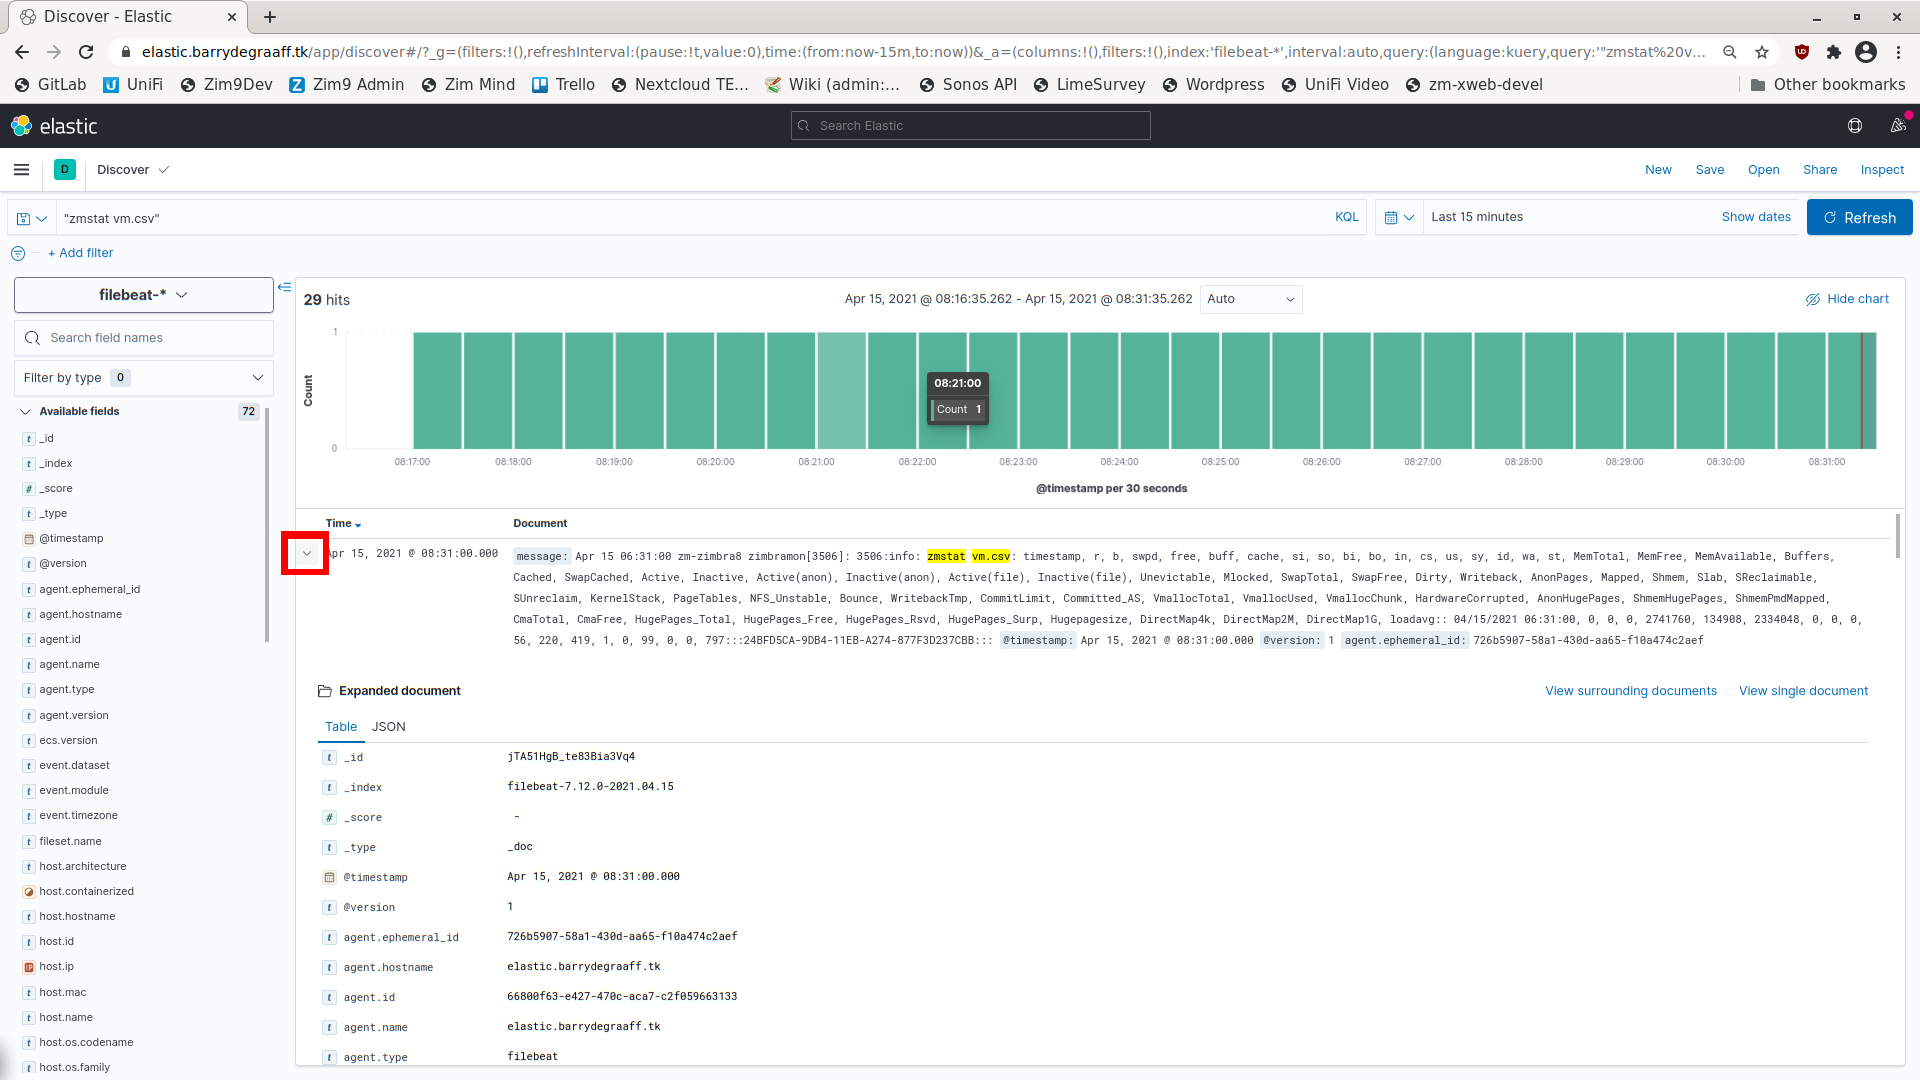 Discover - Elastic
elastic.barrydegraaff.tk/app/discover#/?_g=(filters:!(),refreshInterval:(pause:!t,value:0),time:(from:now-15m,to:now))&_a=(columns:!(),filters:!(),index:'filebeat-*',interval:auto,query:(language:kuery,query:'"zmstat%20v...
GitLab UniFi Zim9Dev Zim9 Admin Zim Mind Trello Nextcloud TE... Wiki (admin:... Sonos API LimeSurvey Wordpress UniFi Video zm-xweb-devel Other bookmarks
elastic Search Elastic
D Discover New Save Open Share Inspect
"zmstat vm.csv" KQL Last 15 minutes Show dates Refresh
+ Add filter
filebeat-*
Search field names
Filter by type 0
Available fields 72
t _id
t _index
# _score
t _type
@timestamp
t @version
t agent.ephemeral_id
t agent.hostname
t agent.id
t agent.name
t agent.type
t agent.version
t ecs.version
t event.dataset
t event.module
t event.timezone
t fileset.name
t host.architecture
host.containerized
t host.hostname
t host.id
IP host.ip
t host.mac
t host.name
t host.os.codename
t host.os.family
29 hits
Apr 15, 2021 @ 08:16:35.262 - Apr 15, 2021 @ 08:31:35.262 Auto Hide chart
Count
1
0
08:21:00
Count 1
08:17:00 08:18:00 08:19:00 08:20:00 08:21:00 08:22:00 08:23:00 08:24:00 08:25:00 08:26:00 08:27:00 08:28:00 08:29:00 08:30:00 08:31:00
@timestamp per 30 seconds
Time Document
Apr 15, 2021 @ 08:31:00.000
message: Apr 15 06:31:00 zm-zimbra8 zimbramon[3506]: 3506:info: zmstat vm.csv: timestamp, r, b, swpd, free, buff, cache, si, so, bi, bo, in, cs, us, sy, id, wa, st, MemTotal, MemFree, MemAvailable, Buffers,
Cached, SwapCached, Active, Inactive, Active(anon), Inactive(anon), Active(file), Inactive(file), Unevictable, Mlocked, SwapTotal, SwapFree, Dirty, Writeback, AnonPages, Mapped, Shmem, Slab, SReclaimable,
SUnreclaim, KernelStack, PageTables, NFS_Unstable, Bounce, WritebackTmp, CommitLimit, Committed_AS, VmallocTotal, VmallocUsed, VmallocChunk, HardwareCorrupted, AnonHugePages, ShmemHugePages, ShmemPmdMapped,
CmaTotal, CmaFree, HugePages_Total, HugePages_Free, HugePages_Rsvd, HugePages_Surp, Hugepagesize, DirectMap4k, DirectMap2M, DirectMap1G, loadavg:: 04/15/2021 06:31:00, 0, 0, 0, 2741760, 134908, 2334048, 0, 0, 0,
56, 220, 419, 1, 0, 99, 0, 0, 797:::24BFD5CA-9DB4-11EB-A274-877F3D237CBB::: @timestamp: Apr 15, 2021 @ 08:31:00.000 @version: 1 agent.ephemeral_id: 726b5907-58a1-430d-aa65-f10a474c2aef
Expanded document View surrounding documents View single document
Table JSON
t _id jTA51HgB_te83Bia3Vq4
t _index filebeat-7.12.0-2021.04.15
# _score -
t _type _doc
@timestamp Apr 15, 2021 @ 08:31:00.000
t @version 1
t agent.ephemeral_id 726b5907-58a1-430d-aa65-f10a474c2aef
t agent.hostname elastic.barrydegraaff.tk
t agent.id 66800f63-e427-470c-aca7-c2f059663133
t agent.name elastic.barrydegraaff.tk
t agent.type filebeat